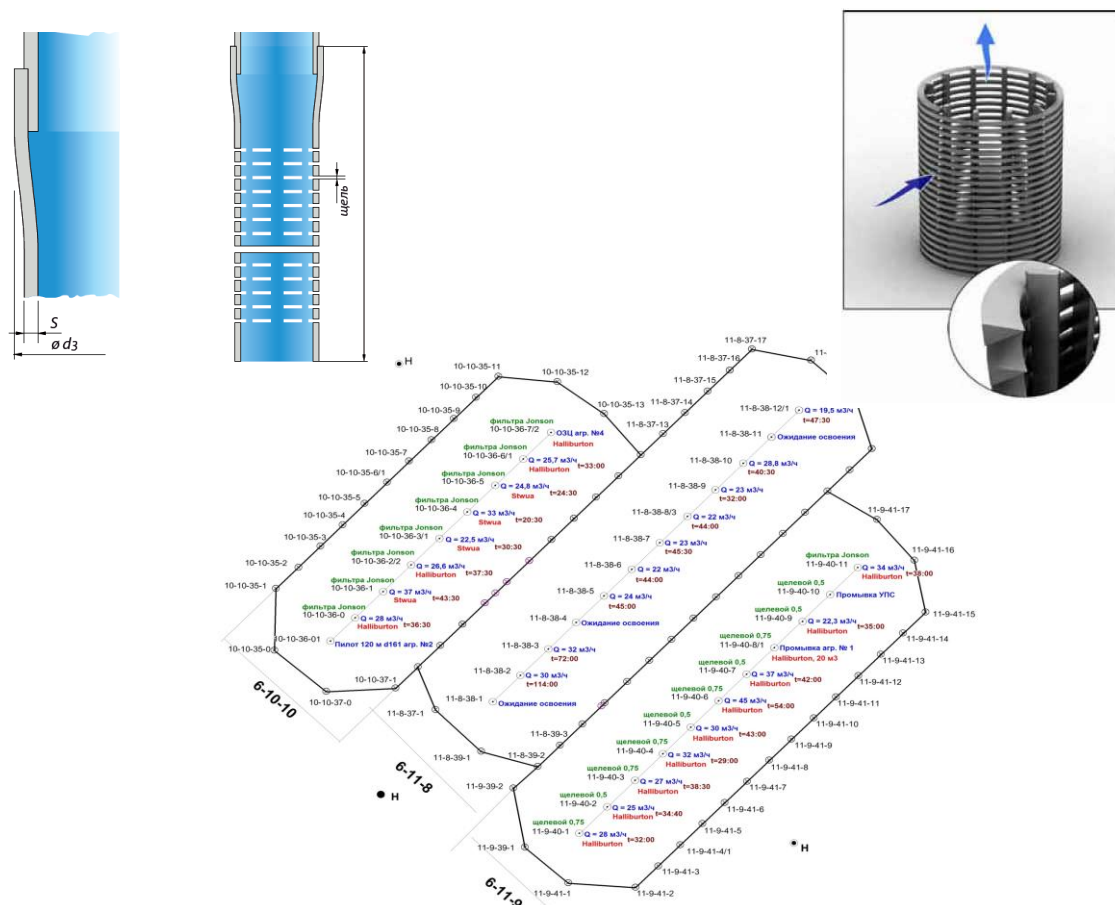 щель
S
ø d3
Н
10-10-35-11
10-10-35-12
10-10-35-10
10-10-35-13
10-10-35-9
10-10-35-8
10-10-35-7
10-10-35-6/1
10-10-35-5
10-10-35-4
10-10-35-3
10-10-35-2
10-10-35-1
10-10-35-0
фильтра Jonson
10-10-36-7/2
ОЗЦ агр. №4
Halliburton
фильтра Jonson
10-10-36-6/1
Q = 25,7 м3/ч
Halliburton
t=33:00
фильтра Jonson
10-10-36-5
Q = 24,8 м3/ч
Stwua
t=24:30
фильтра Jonson
10-10-36-4
Q = 33 м3/ч
Stwua
t=20:30
фильтра Jonson
10-10-36-3/1
Q = 22,5 м3/ч
Stwua
t=30:30
фильтра Jonson
10-10-36-2/2
Q = 26,6 м3/ч
Halliburton
t=37:30
фильтра Jonson
10-10-36-1
Q = 37 м3/ч
Stwua
t=43:30
фильтра Jonson
10-10-36-0
Q = 28 м3/ч
Halliburton
t=36:30
10-10-36-01
Пилот 120 м d161 агр. №2
10-10-37-1
10-10-37-0
6-10-10
11-8-37-17
11-
11-8-37-16
11-8-37-15
11-8-37-14
11-8-37-13
11-8-38-12/1
Q = 19,5 м3/ч
t=47:30
11-8-38-11
Ожидание освоения
11-8-38-10
Q = 28,8 м3/ч
t=40:30
11-8-38-9
Q = 23 м3/ч
t=32:00
11-8-38-8/3
Q = 22 м3/ч
t=44:00
11-8-38-7
Q = 23 м3/ч
t=45:30
11-8-38-6
Q = 22 м3/ч
t=44:00
11-8-38-5
Q = 24 м3/ч
t=45:00
11-8-38-4
Ожидание освоения
11-8-38-3
Q = 32 м3/ч
t=72:00
11-8-38-2
Q = 30 м3/ч
t=114:00
11-8-38-1
Ожидание освоения
11-8-37-1
11-8-39-3
11-8-39-1
11-8-39-2
6-11-8
Н
11-9-41-17
11-9-41-16
11-9-41-15
11-9-41-14
11-9-41-13
11-9-41-12
11-9-41-11
11-9-41-10
11-9-41-9
11-9-41-8
11-9-41-7
11-9-41-6
11-9-41-5
11-9-41-4/1
11-9-41-3
11-9-41-2
11-9-41-1
11-9-39-2
11-9-39-1
фильтра Jonson
11-9-40-11
Q = 34 м3/ч
Halliburton
t=38:00
щелевой 0,5
11-9-40-10
Промывка УПС
щелевой 0,5
11-9-40-9
Q = 22,3 м3/ч
Halliburton
t=35:00
щелевой 0,75
11-9-40-8/1
Промывка агр. № 1
Halliburton, 20 м3
щелевой 0,5
11-9-40-7
Q = 37 м3/ч
Halliburton
t=42:00
щелевой 0,75
11-9-40-6
Q = 45 м3/ч
Halliburton
t=54:00
щелевой 0,5
11-9-40-5
Q = 30 м3/ч
Halliburton
t=43:00
щелевой 0,75
11-9-40-4
Q = 32 м3/ч
Halliburton
t=29:00
щелевой 0,75
11-9-40-3
Q = 27 м3/ч
Halliburton
t=38:30
щелевой 0,5
11-9-40-2
Q = 25 м3/ч
Halliburton
t=34:40
щелевой 0,75
11-9-40-1
Q = 28 м3/ч
Halliburton
t=32:00
Н
6-11-9